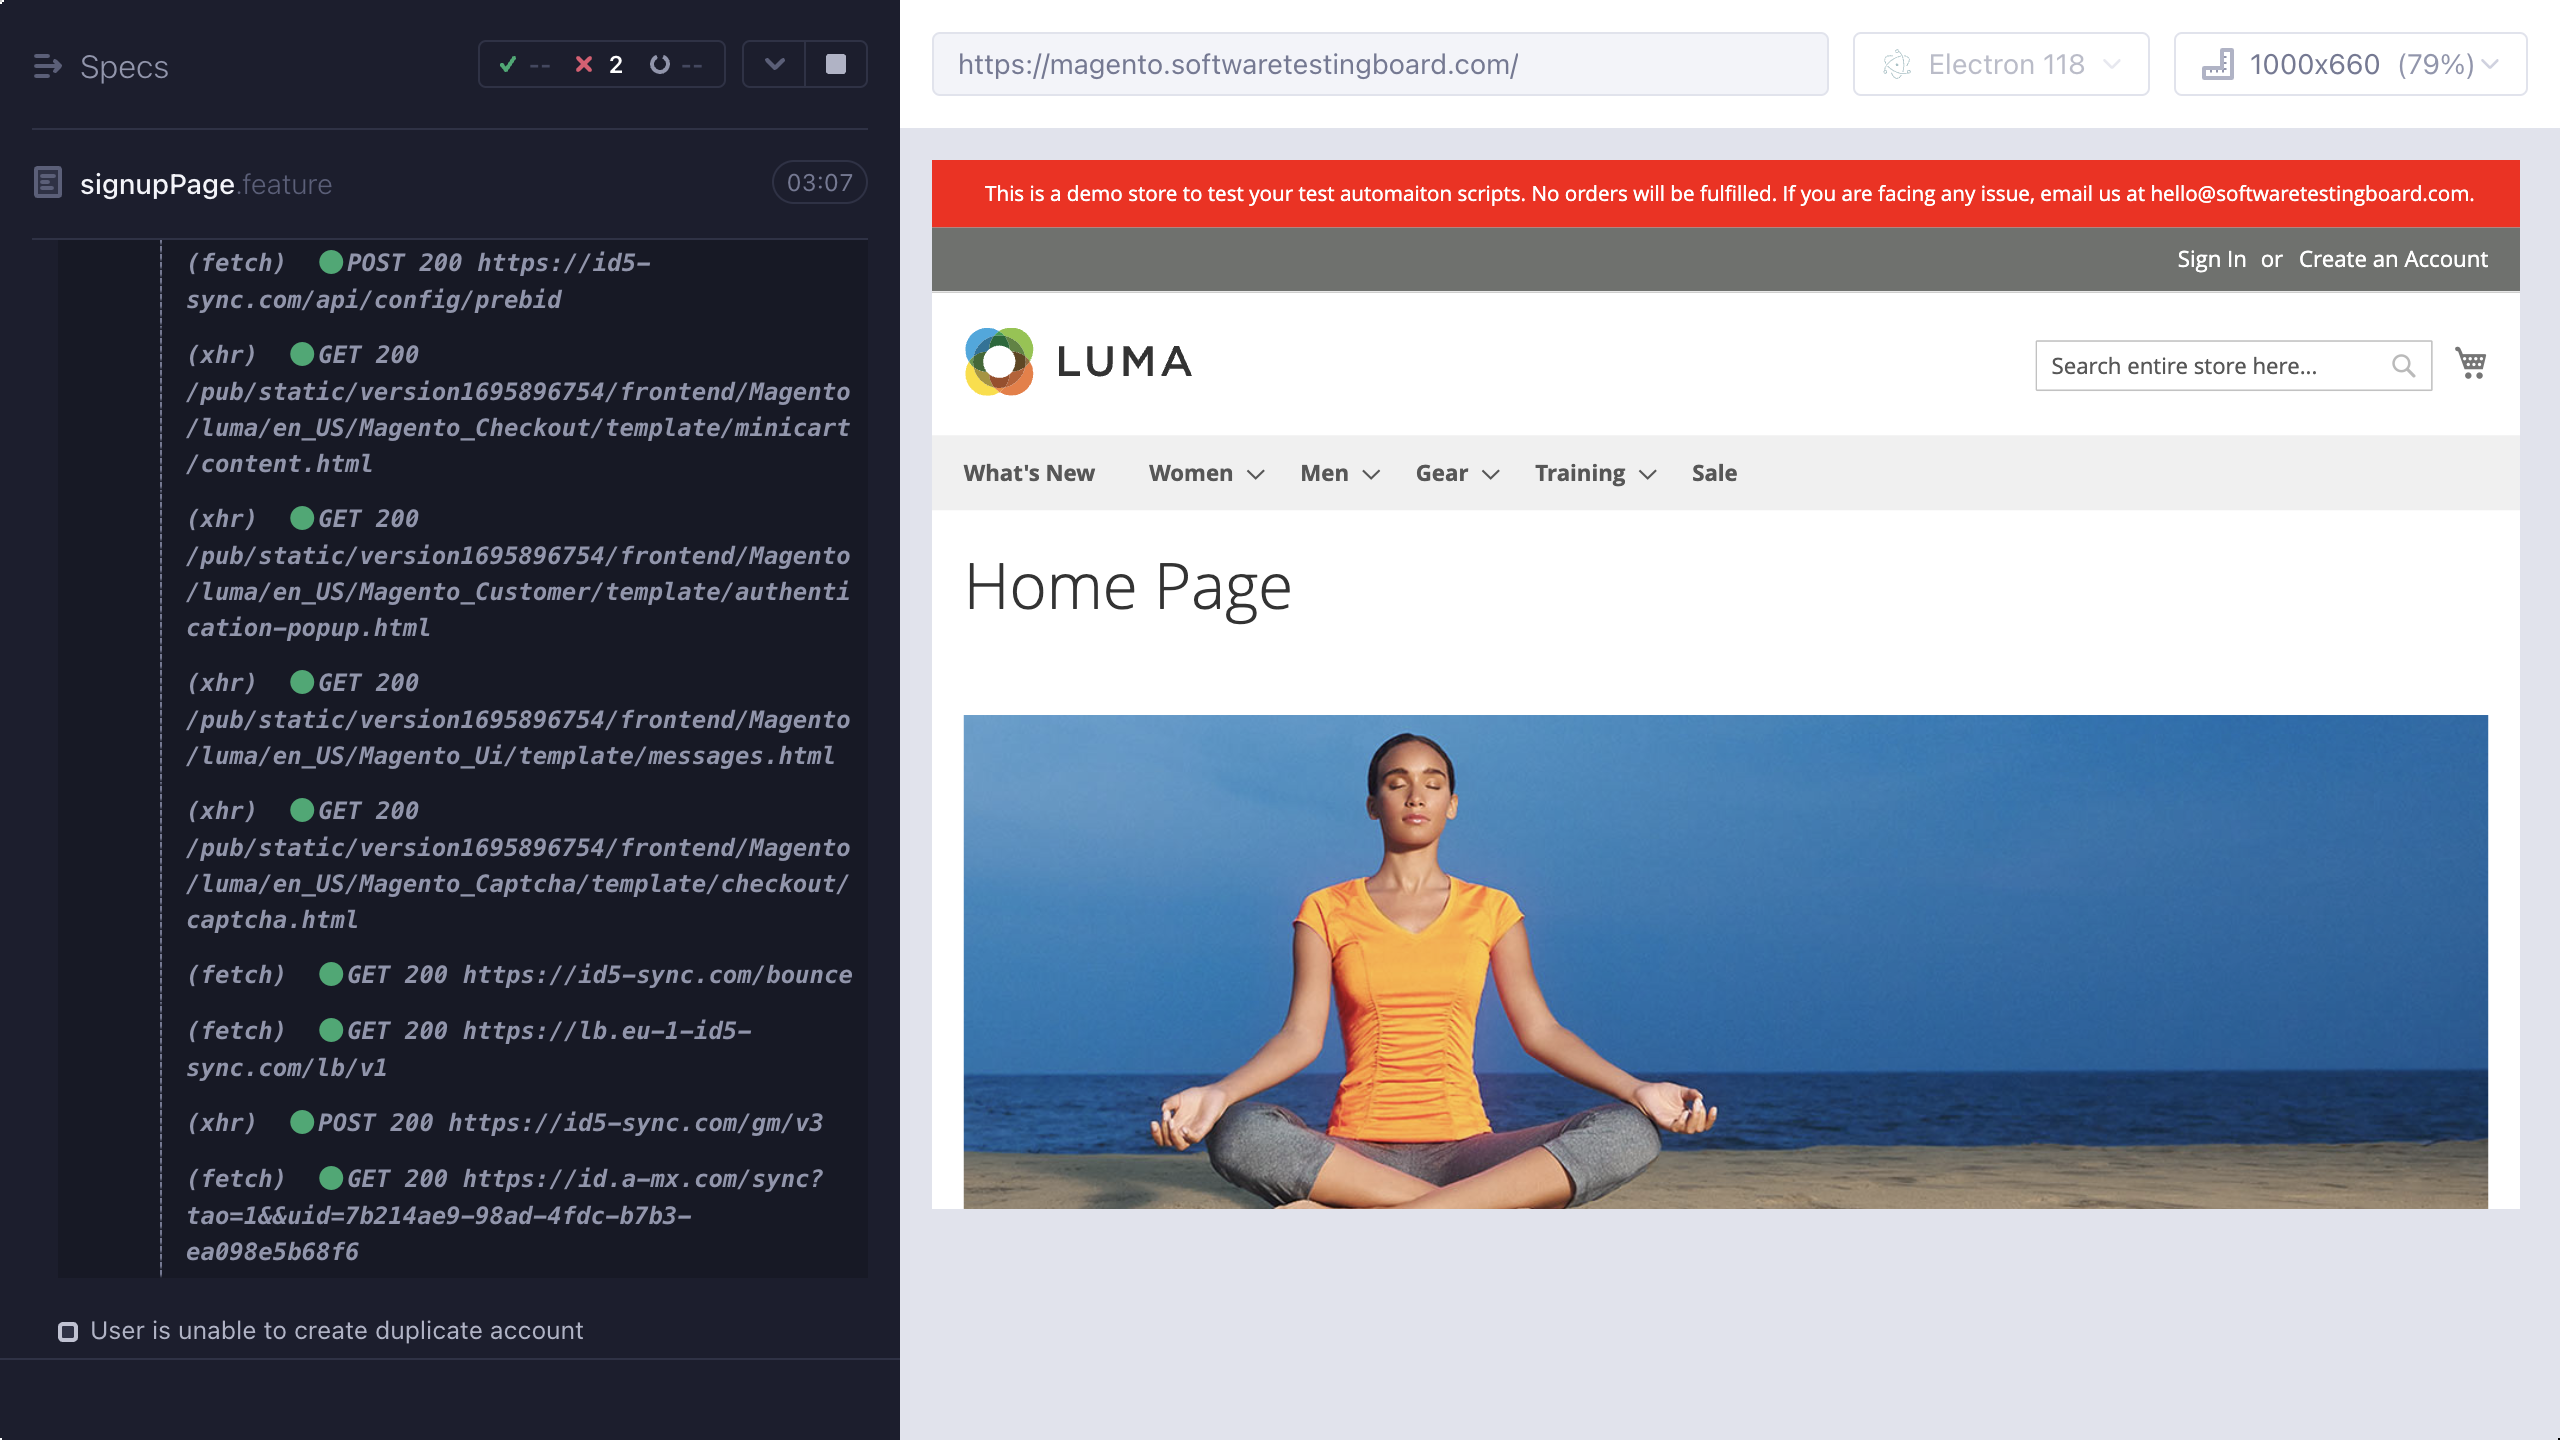 Specs
-- 2 --
signupPage.feature
03:07
(fetch) POST 200 https://id5-
sync.com/api/config/prebid
(xhr) GET 200
/pub/static/version1695896754/frontend/Magento
/luma/en_US/Magento_Checkout/template/minicart
/content.html
(xhr) GET 200
/pub/static/version1695896754/frontend/Magento
/luma/en_US/Magento_Customer/template/authenti
cation-popup.html
(xhr) GET 200
/pub/static/version1695896754/frontend/Magento
/luma/en_US/Magento_Ui/template/messages.html
(xhr) GET 200
/pub/static/version1695896754/frontend/Magento
/luma/en_US/Magento_Captcha/template/checkout/
captcha.html
(fetch) GET 200 https://id5-sync.com/bounce
(fetch) GET 200 https://lb.eu-1-id5-
sync.com/lb/v1
(xhr) POST 200 https://id5-sync.com/gm/v3
(fetch) GET 200 https://id.a-mx.com/sync?
tao=1&&uid=7b214ae9-98ad-4fdc-b7b3-
ea098e5b68f6
User is unable to create duplicate account
https://magento.softwaretestingboard.com/
Electron 118
1000x660 (79%)
This is a demo store to test your test automaiton scripts. No orders will be fulfilled. If you are facing any issue, email us at hello@softwaretestingboard.com.
Sign In or Create an Account
LUMA
Search entire store here...
What's New Women Men Gear Training Sale
Home Page